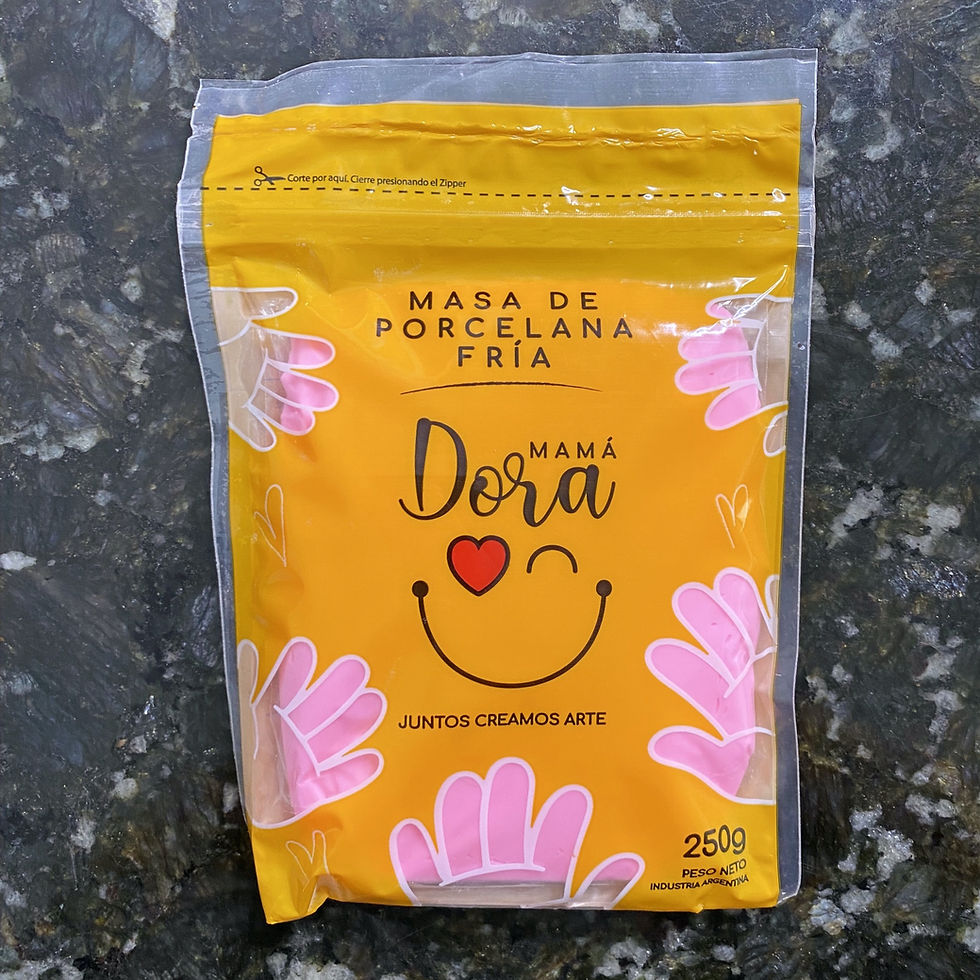 Corte por aquí. Cierre presionando el Zipper
MASA DE
PORCELANA
FRÍA
MAMÁ
Dora
JUNTOS CREAMOS ARTE
250g
PESO NETO
INDUSTRIA ARGENTINA